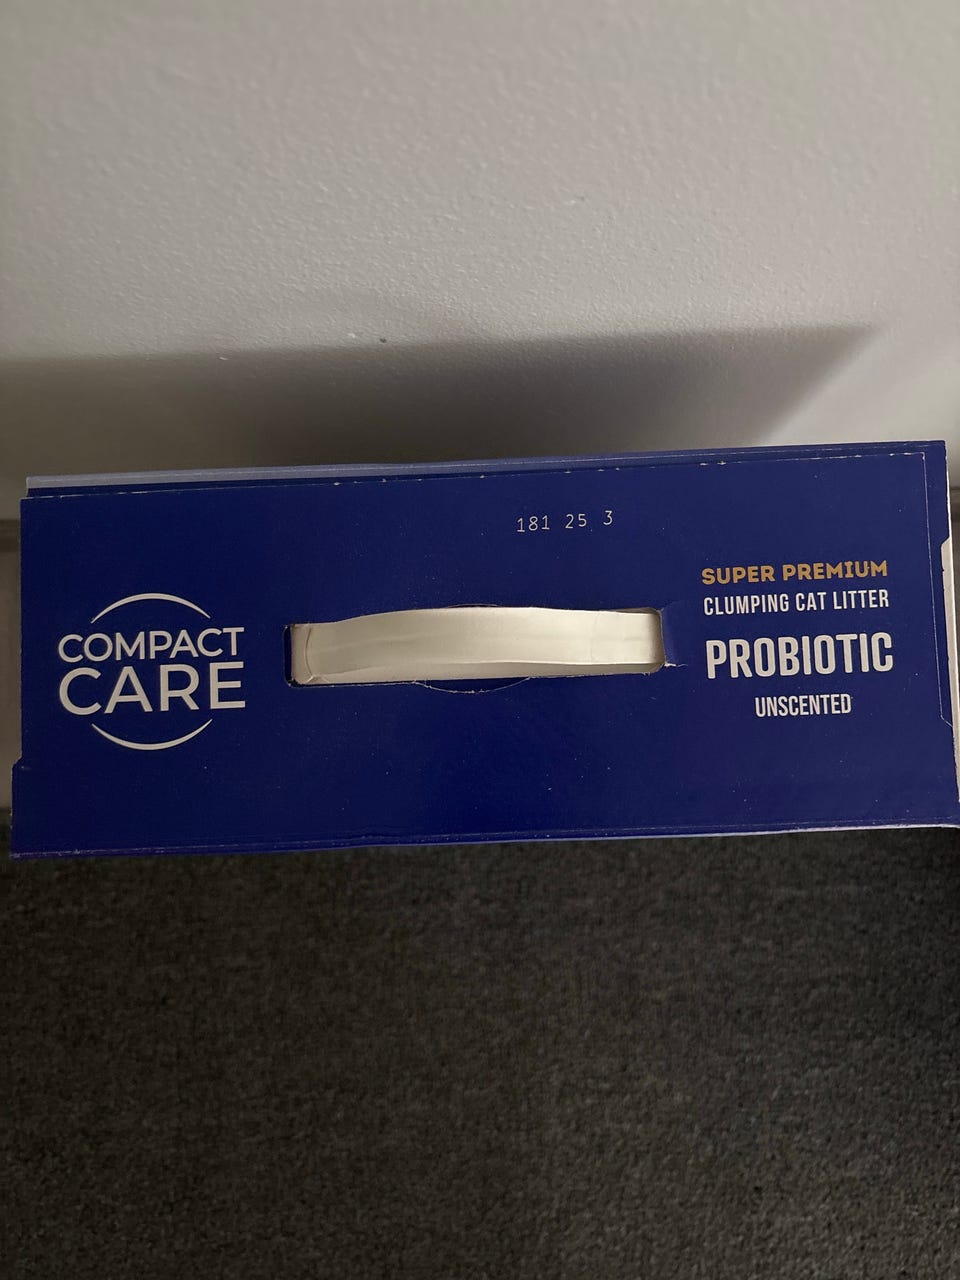 181 25 3
COMPACT
CARE
SUPER PREMIUM
CLUMPING CAT LITTER
PROBIOTIC
UNSCENTED